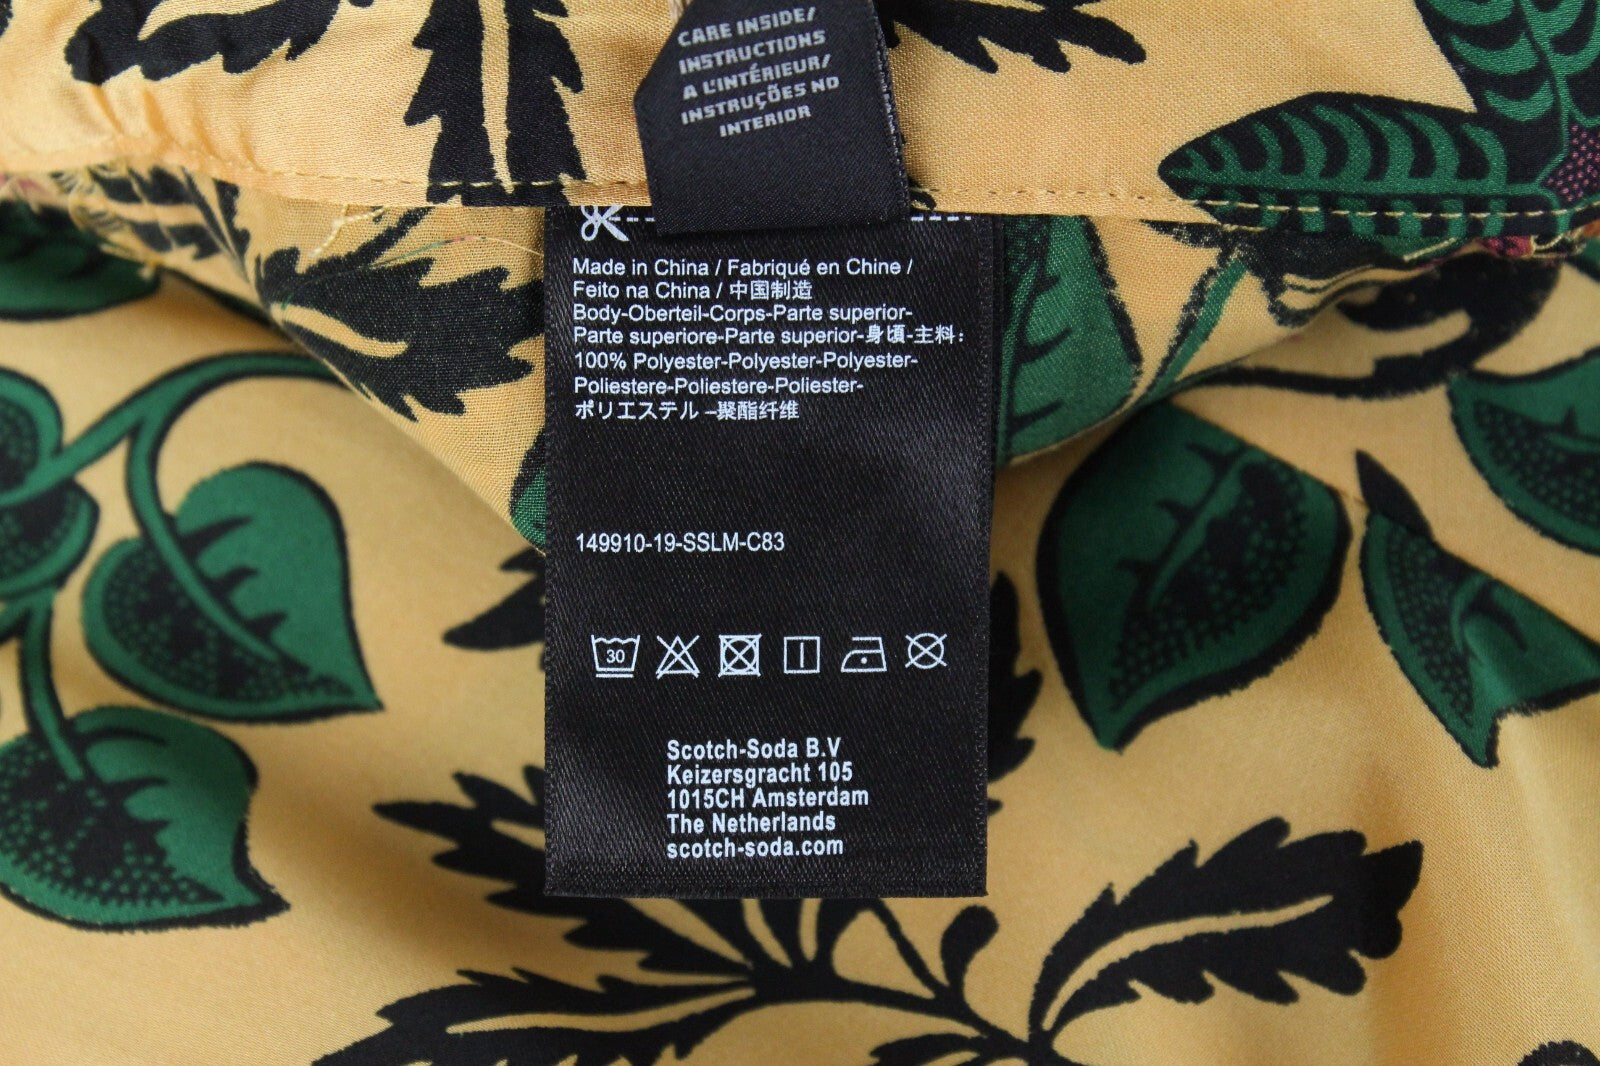 CARE INSIDE/
INSTRUCTIONS
A L'INTÉRIEUR/
INSTRUÇÕES NO
INTERIOR
Made in China / Fabriqué en Chine /
Feito na China / 中国制造
Body-Oberteil-Corps-Parte superior-
Parte superiore-Parte superior-身頃-主料:
100% Polyester-Polyester-Polyester-
Poliestere-Poliestere-Poliester-
ポリエステル –聚酯纤维
149910-19-SSLM-C83
30
Scotch-Soda B.V
Keizersgracht 105
1015CH Amsterdam
The Netherlands
scotch-soda.com